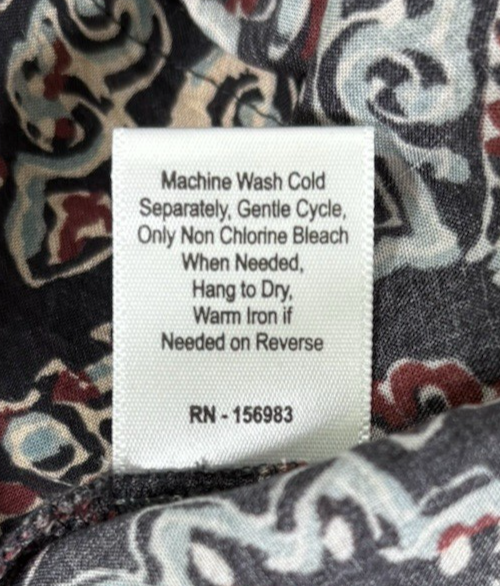 Machine Wash Cold
Separately, Gentle Cycle,
Only Non Chlorine Bleach
When Needed,
Hang to Dry,
Warm Iron if
Needed on Reverse
RN - 156983